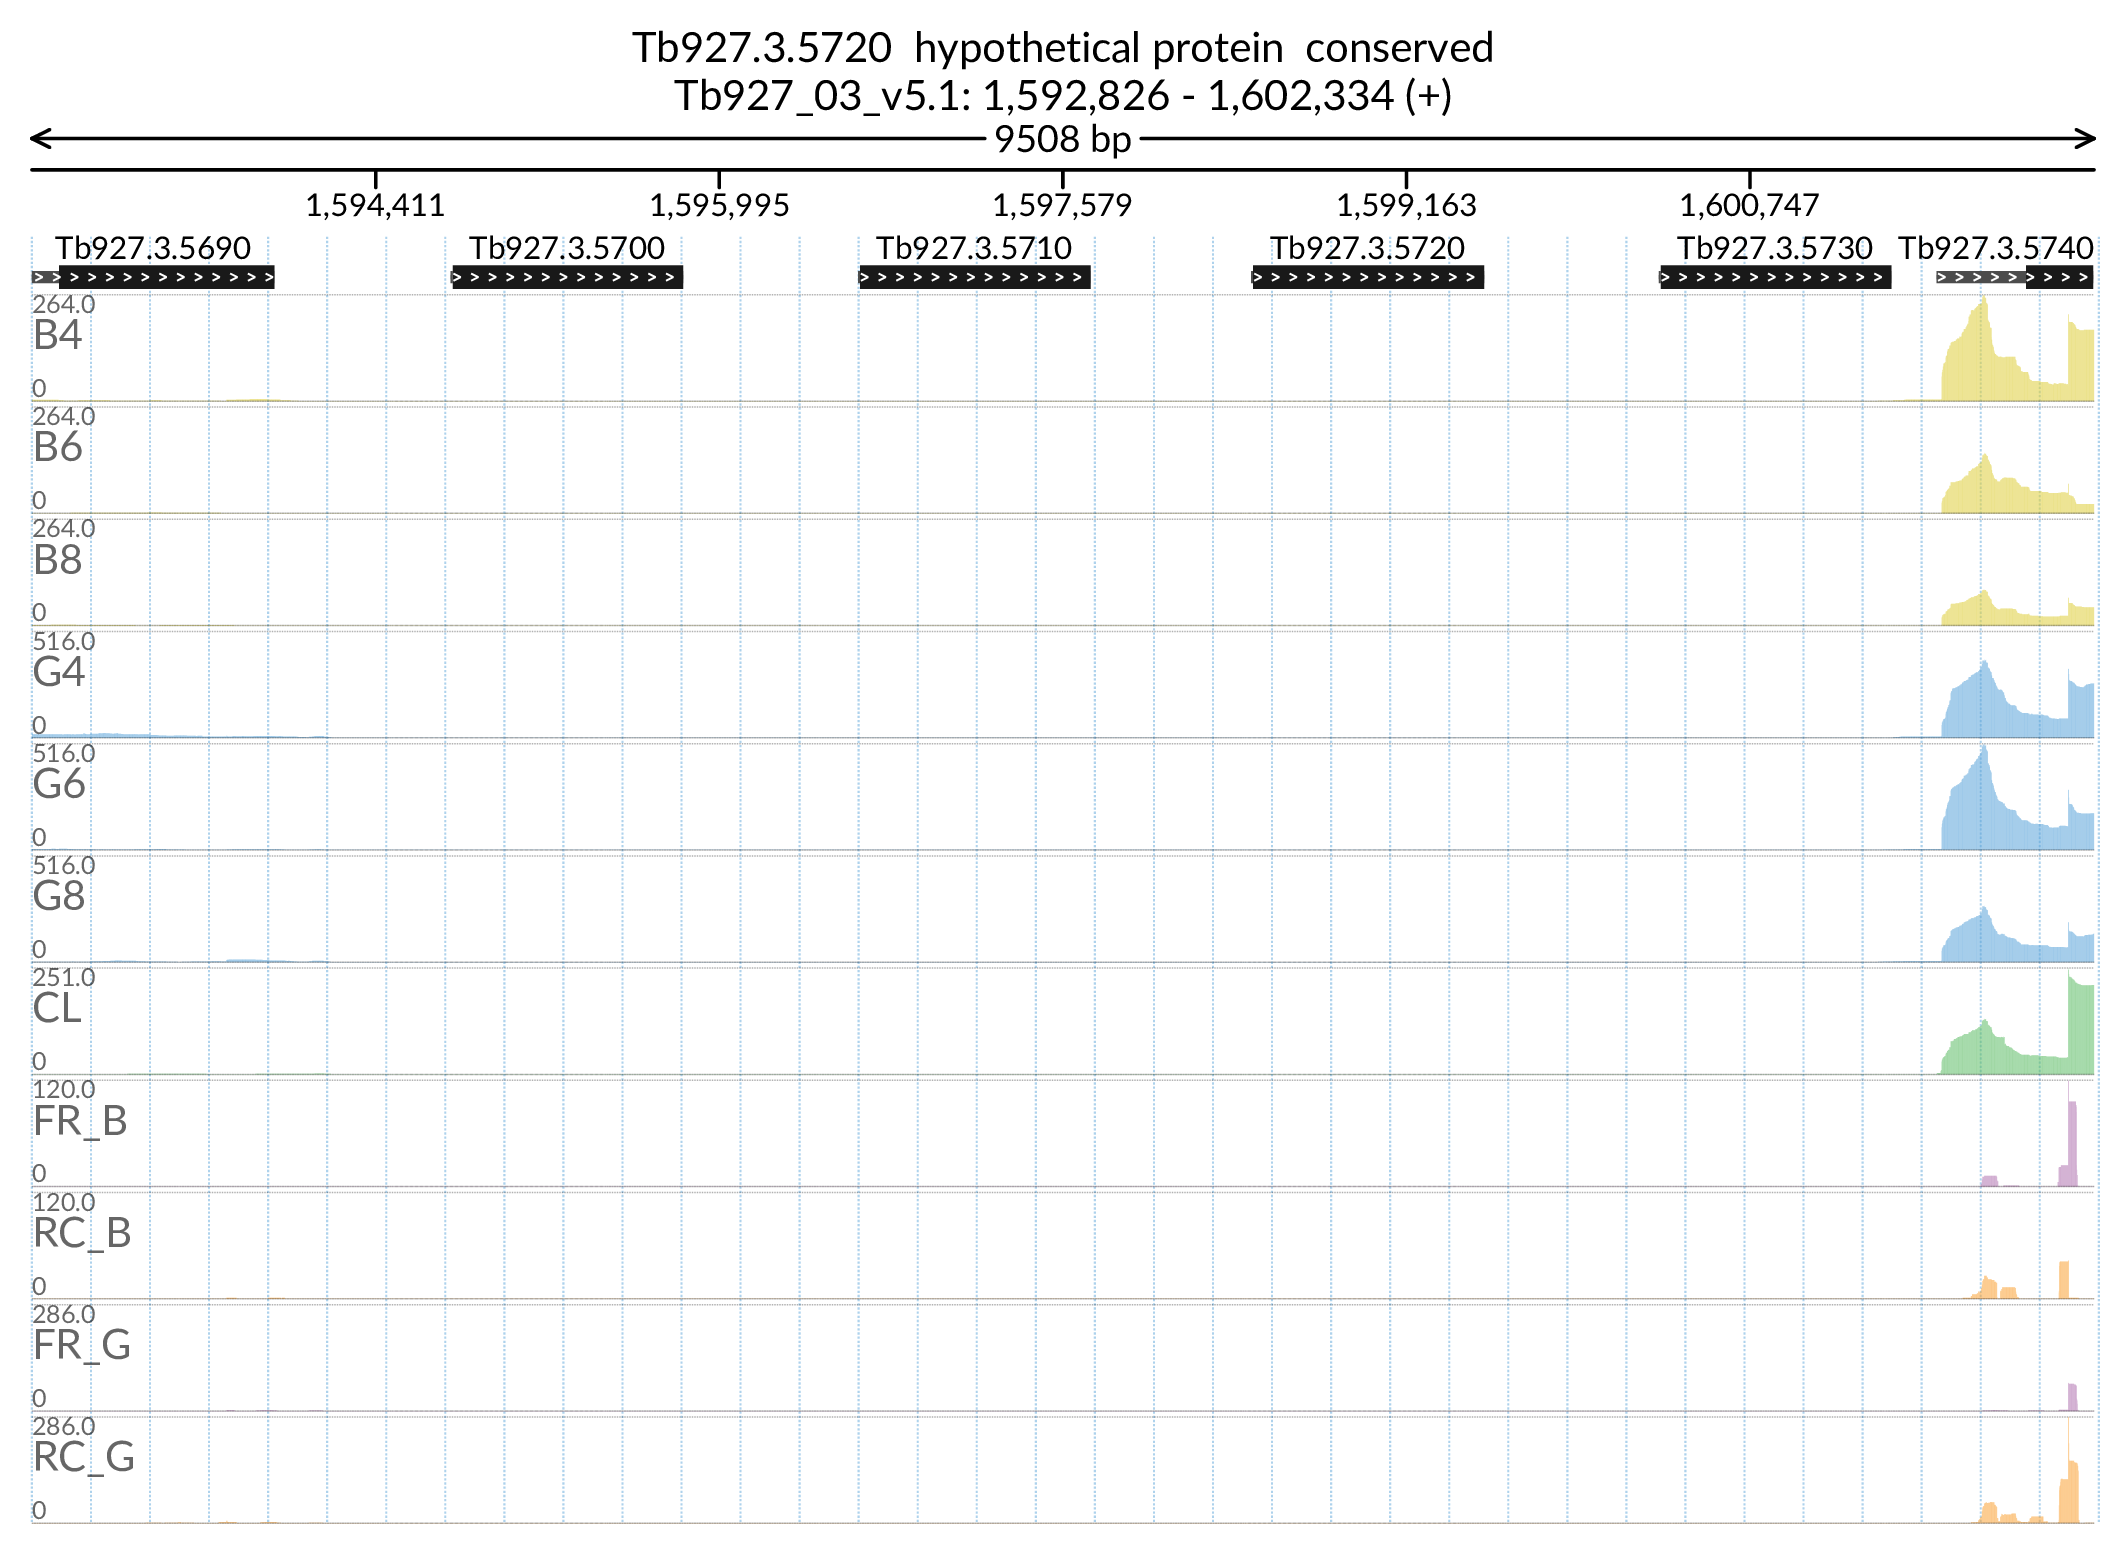 Tb927.3.5720 hypothetical protein conserved
Tb927_03_v5.1: 1,592,826 - 1,602,334 (+)
9508 bp
1,594,411 1,595,995 1,597,579 1,599,163 1,600,747
Tb927.3.5690 Tb927.3.5700 Tb927.3.5710 Tb927.3.5720 Tb927.3.5730 Tb927.3.5740
264.0
B4
0
264.0
B6
0
264.0
B8
0
516.0
G4
0
516.0
G6
0
516.0
G8
0
251.0
CL
0
120.0
FR_B
0
120.0
RC_B
0
286.0
FR_G
0
286.0
RC_G
0